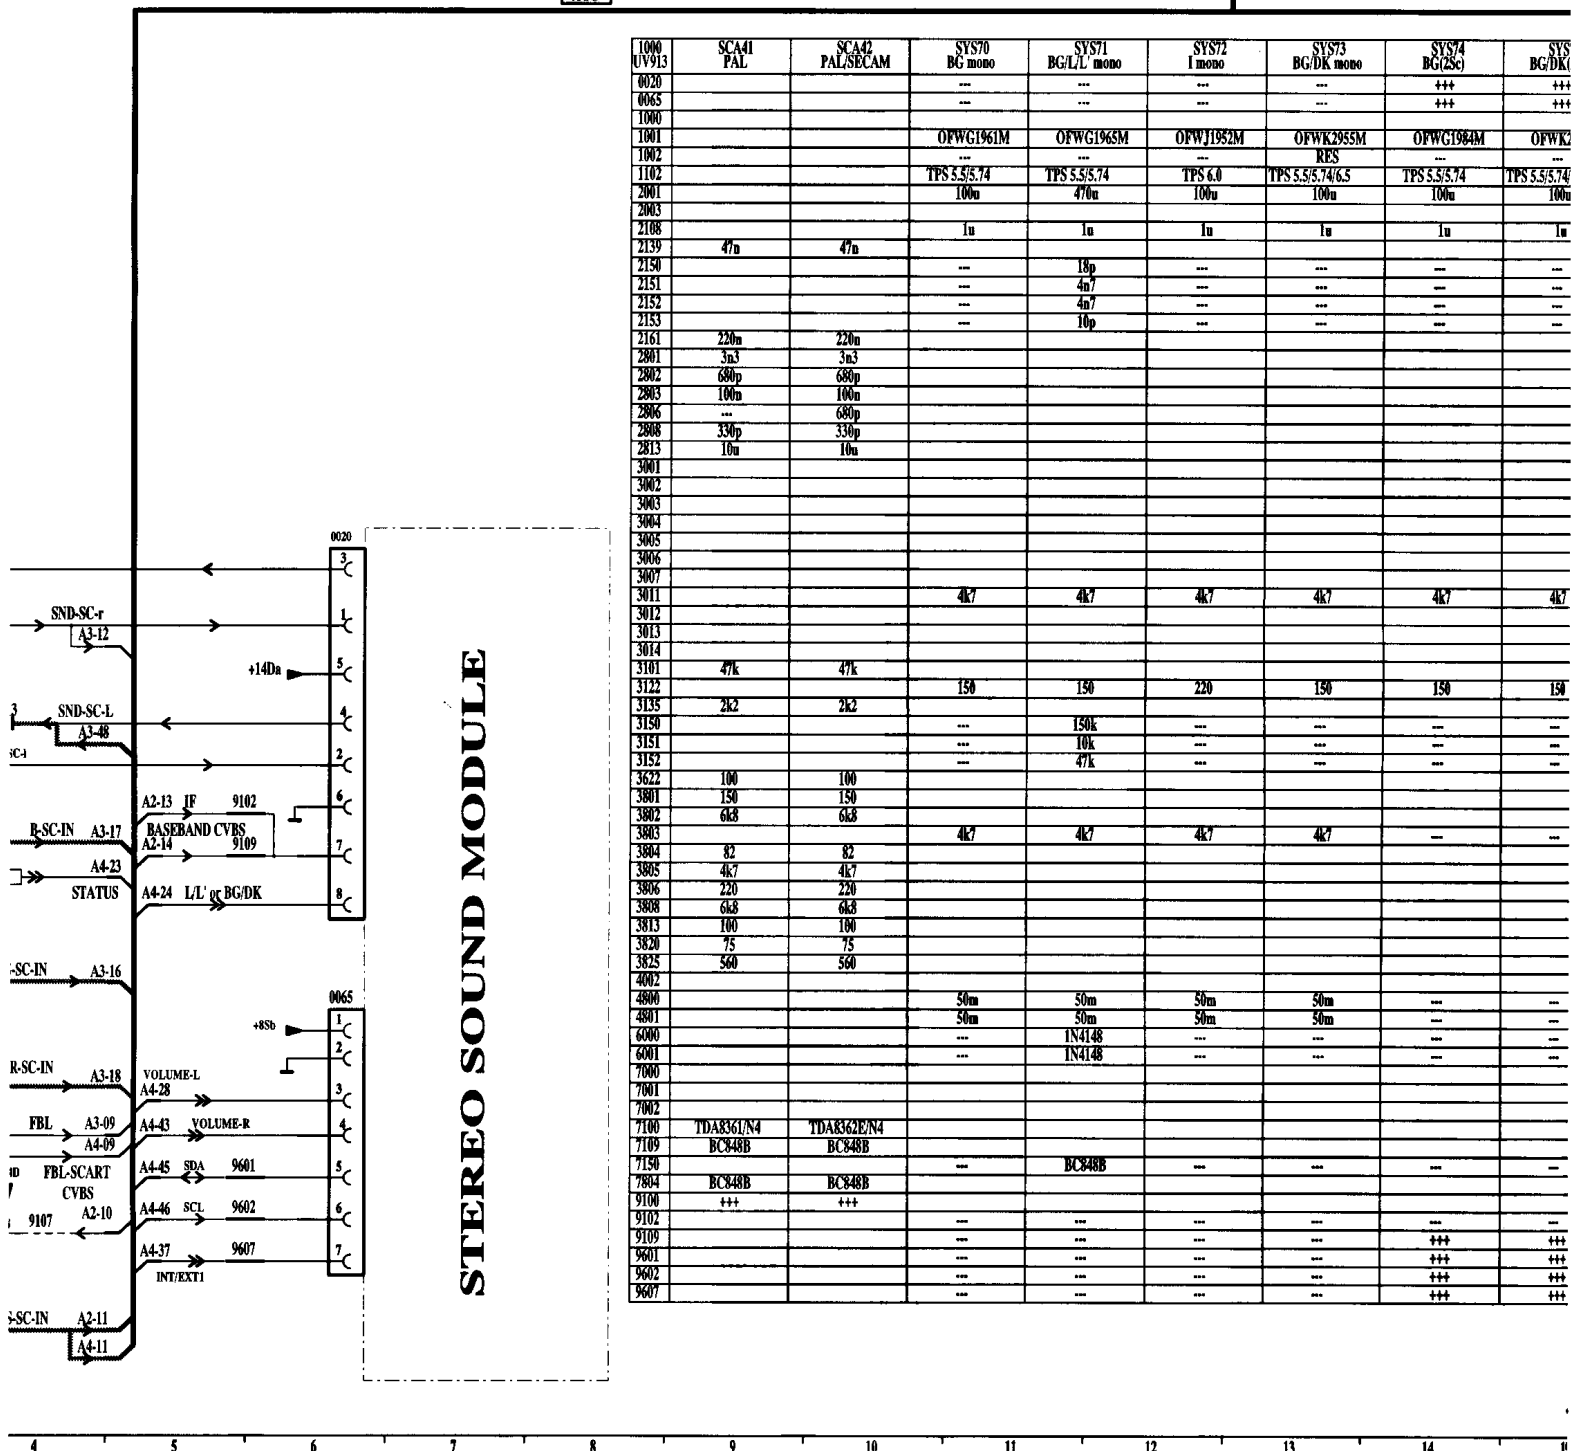 1000 SCA41 SCA42 SYS70 SYS71 SYS72 SYS73 SYS74
UV913 PAL PAL/SECAM BG mono BG/L/L' mono I mono BG/DK mono BG(2Sc)
0020 --- --- --- --- +++ +++
0065 --- --- --- --- +++ +++
1000
1001 OFWG1961M OFWG1965M OFWJ1952M OFWK2955M OFWG1984M
1002 --- --- --- RES --- ---
1102 TPS 5.5/5.74 TPS 5.5/5.74 TPS 6.0 TPS 5.5/5.74/6.5 TPS 5.5/5.74 TPS 5.5/5.74/
2001 100u 470u 100u 100u 100u 100u
2003
2108 1u 1u 1u 1u 1u 1u
2139 47n 47n
2150 --- 18p --- --- --- ---
2151 --- 4n7 --- --- --- ---
2152 --- 4n7 --- --- --- ---
2153 --- 10p --- --- --- ---
2161 220n 220n
2801 3n3 3n3
2802 680p 680p
2803 100n 100n
2806 --- 680p
2808 330p 330p
2813 10u 10u
3001
3002
3003
3004
3005
3006
3007
3011 4k7 4k7 4k7 4k7 4k7 4k7
3012
3013
3014
3101 47k 47k
3122 150 150 220 150 150 150
3135 2k2 2k2
3150 --- 150k --- --- --- ---
3151 --- 10k --- --- --- ---
3152 --- 47k --- --- --- ---
3622 100 100
3801 150 150
3802 6k8 6k8
3803 4k7 4k7 4k7 4k7 --- ---
3804 82 82
3805 4k7 4k7
3806 220 220
3808 6k8 6k8
3813 100 100
3820 75 75
3825 560 560
4002
4800 50m 50m 50m 50m --- ---
4801 50m 50m 50m 50m --- ---
6000 --- 1N4148 --- --- --- ---
6001 --- 1N4148 --- --- --- ---
7000
7001
7002
7100 TDA8361/N4 TDA8362E/N4
7109 BC848B BC848B
7150 --- BC848B --- --- --- ---
7804 BC848B BC848B
9100 +++ +++
9102 --- --- --- --- --- ---
9109 --- --- --- --- +++ +++
9601 --- --- --- --- +++ +++
9602 --- --- --- --- +++ +++
9607 --- --- --- --- +++ +++
0020
3
SND-SC-r 1
A3-12
+14Da 5
3 SND-SC-L 4
A3-48
2
A2-13 IF 9102 6
B-SC-IN A3-17 BASEBAND CVBS
A2-14 9109 7
A4-23
STATUS A4-24 L/L' or BG/DK 8
-SC-IN A3-16
0065
+8Sb 1
2
R-SC-IN A3-18 VOLUME-L
A4-28 3
FBL A3-09 A4-43 VOLUME-R 4
A4-09
FBL-SCART A4-45 SDA 9601 5
CVBS
9107 A2-10 A4-46 SCL 9602 6
A4-37 9607 7
INT/EXT1
-SC-IN A2-11
A4-11
STEREO SOUND MODULE
4 5 6 7 8 9 10 11 12 13 14